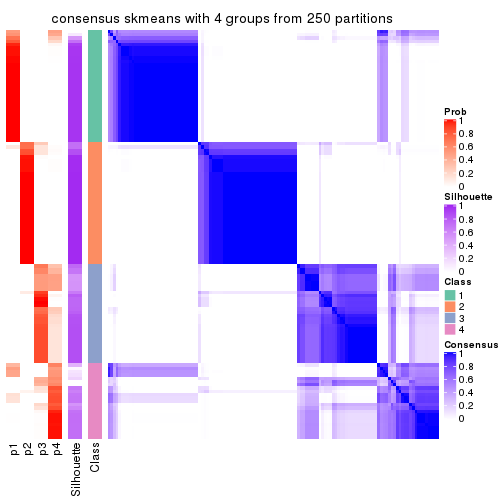 consensus skmeans with 4 groups from 250 partitions
Prob
1
0.8
0.6
0.4
0.2
0
Silhouette
1
0.8
0.6
0.4
0.2
0
Class
1
2
3
4
Consensus
1
0.8
0.6
0.4
0.2
0
p1
p2
p3
p4
Silhouette
Class